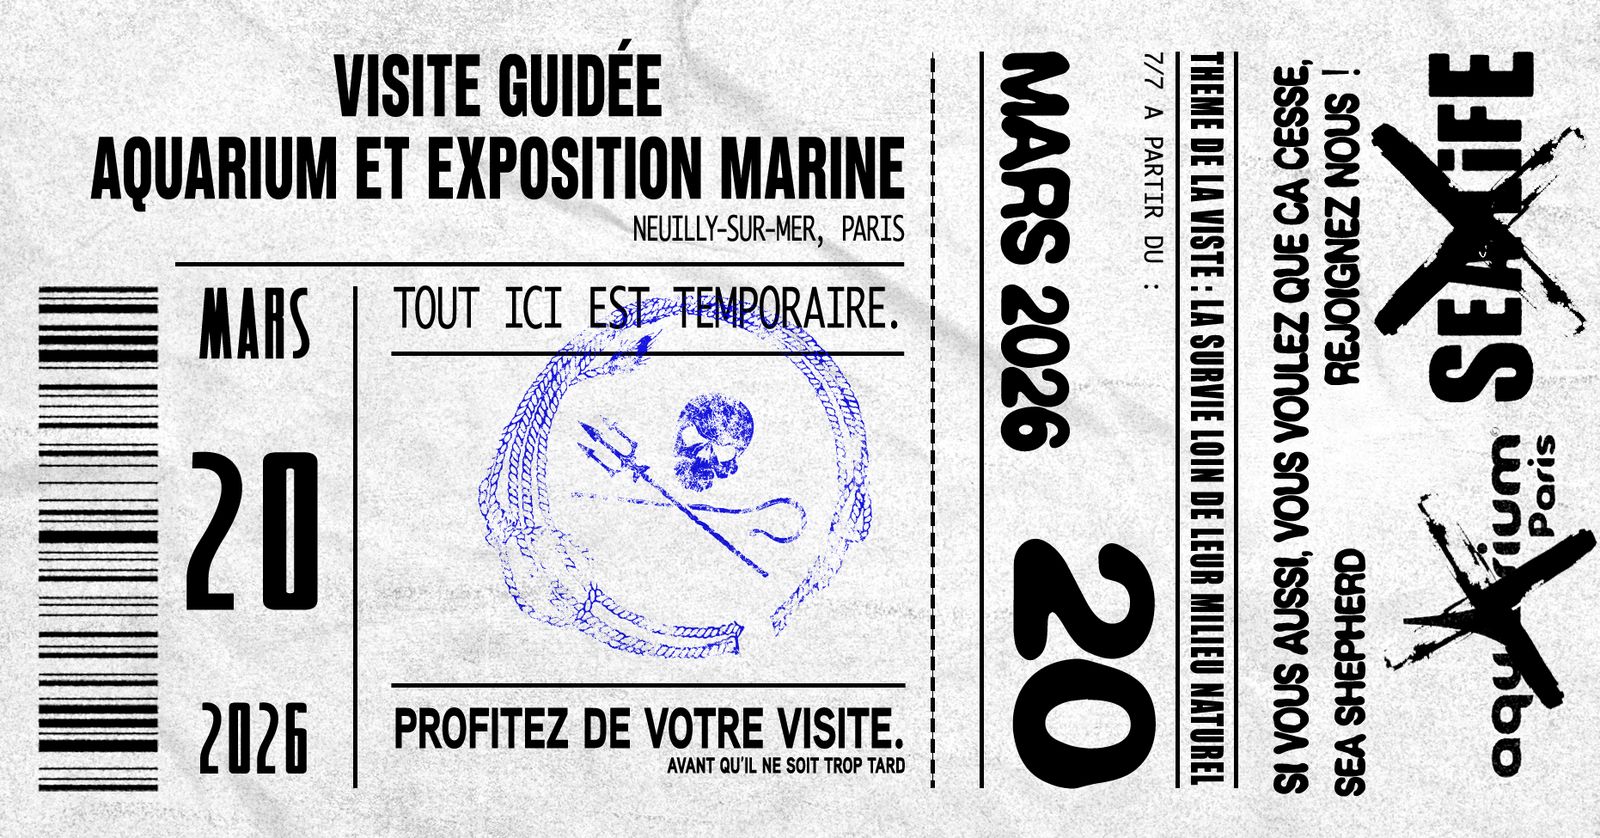 VISITE GUIDÉE
AQUARIUM ET EXPOSITION MARINE
NEUILLY-SUR-MER, PARIS
MARS
20
2026
TOUT ICI EST TEMPORAIRE.
PROFITEZ DE VOTRE VISITE.
AVANT QU'IL NE SOIT TROP TARD
MARS 2026
20
7/7 A PARTIR DU :
THEME DE LA VISTE : LA SURVIE LOIN DE LEUR MILIEU NATUREL
SI VOUS AUSSI, VOUS VOULEZ QUE CA CESSE,
REJOIGNEZ NOUS !
SEA SHEPHERD
SEA LIFE
aquarium
Paris